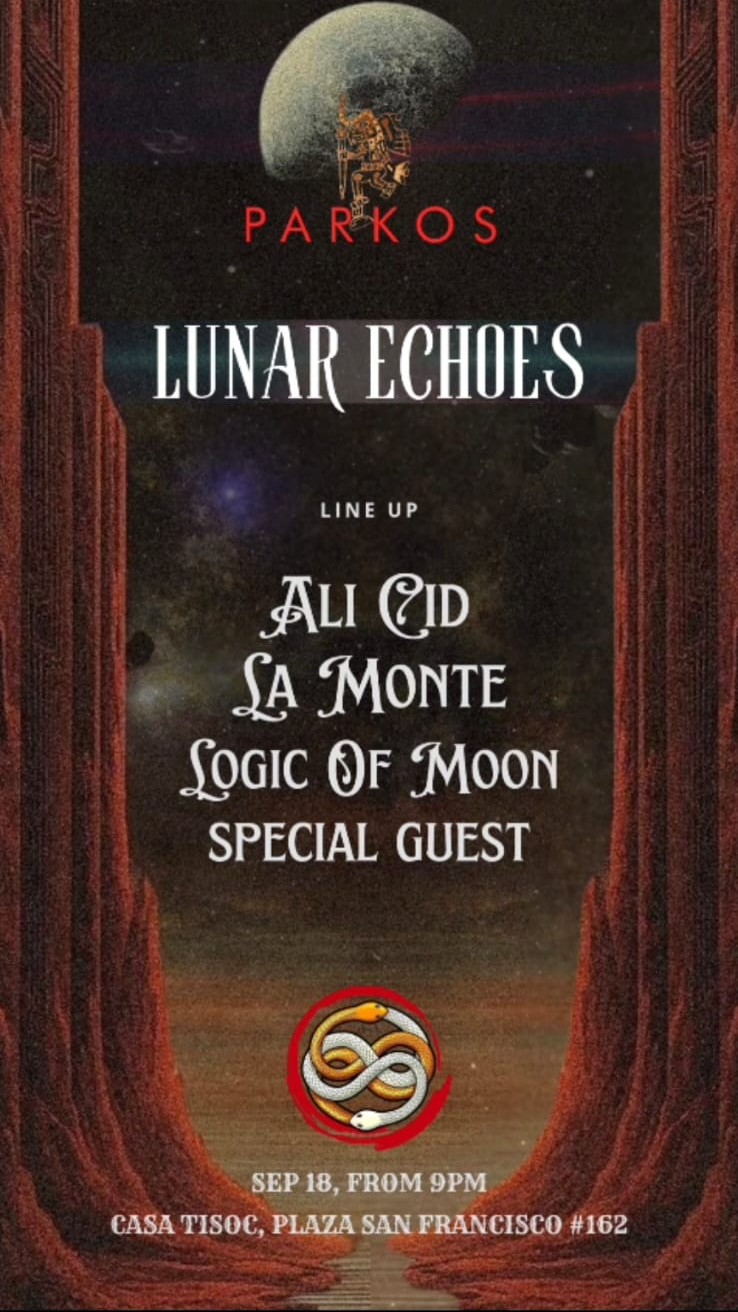 PARKOS
LUNAR ECHOES
LINE UP
ALI CID
LA MONTE
LOGIC OF MOON
SPECIAL GUEST
SEP 18, FROM 9PM
CASA TISOC, PLAZA SAN FRANCISCO #162